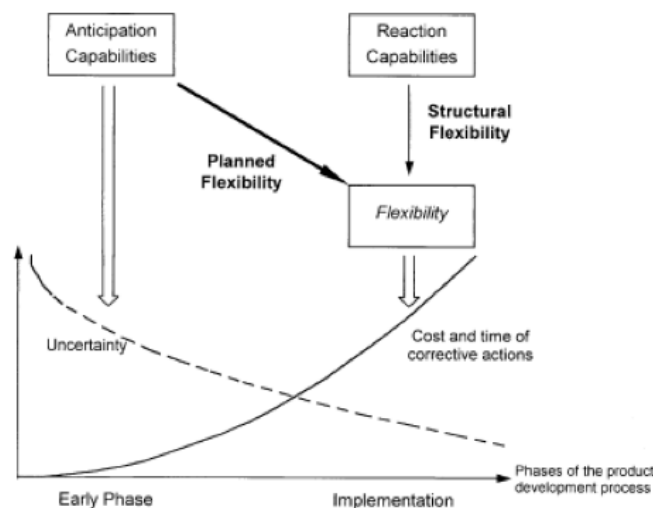 Anticipation
Capabilities
Reaction
Capabilities
Structural
Flexibility
Planned
Flexibility
Flexibility
Uncertainty
Cost and time of
corrective actions
Phases of the product
development process
Early Phase
Implementation